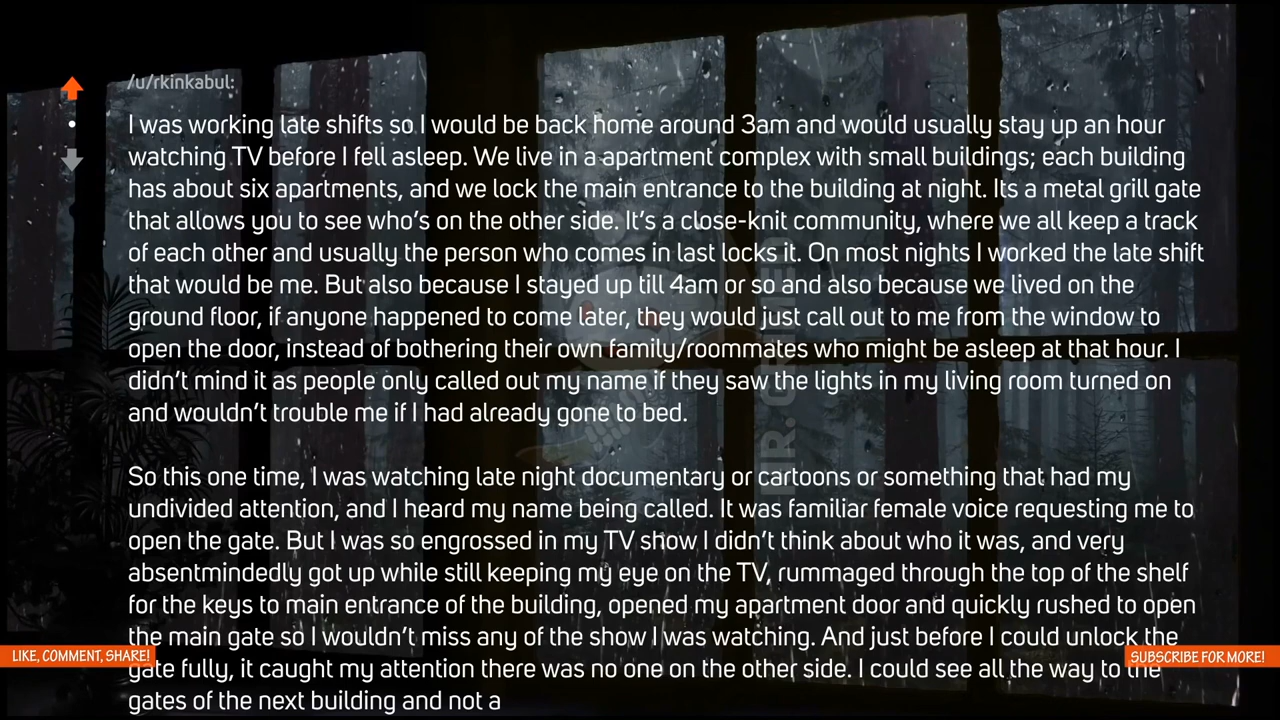 /u/rkinkabul:
I was working late shifts so I would be back home around 3am and would usually stay up an hour
watching TV before I fell asleep. We live in a apartment complex with small buildings; each building
has about six apartments, and we lock the main entrance to the building at night. Its a metal grill gate
that allows you to see who's on the other side. It's a close-knit community, where we all keep a track
of each other and usually the person who comes in last locks it. On most nights I worked the late shift
that would be me. But also because I stayed up till 4am or so and also because we lived on the
ground floor, if anyone happened to come later, they would just call out to me from the window to
open the door, instead of bothering their own family/roommates who might be asleep at that hour. I
didn't mind it as people only called out my name if they saw the lights in my living room turned on
and wouldn't trouble me if I had already gone to bed.
So this one time, I was watching late night documentary or cartoons or something that had my
undivided attention, and I heard my name being called. It was familiar female voice requesting me to
open the gate. But I was so engrossed in my TV show I didn't think about who it was, and very
absentmindedly got up while still keeping my eye on the TV, rummaged through the top of the shelf
for the keys to main entrance of the building, opened my apartment door and quickly rushed to open
the main gate so I wouldn't miss any of the show I was watching. And just before I could unlock the
gate fully, it caught my attention there was no one on the other side. I could see all the way to the
gates of the next building and not a
LIKE, COMMENT, SHARE!
SUBSCRIBE FOR MORE!